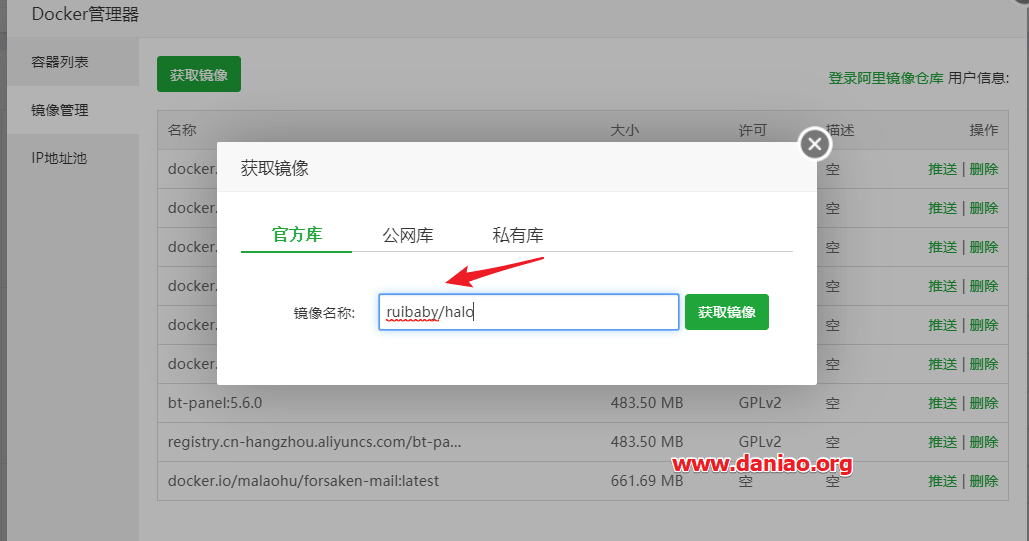 Docker管理器
容器列表
镜像管理
IP地址池
获取镜像
登录阿里镜像仓库 用户信息:
名称 大小 许可 描述 操作
docker. 空 推送 | 删除
docker. 空 推送 | 删除
docker. 空 推送 | 删除
docker. 空 推送 | 删除
docker. 空 推送 | 删除
docker. 空 推送 | 删除
获取镜像
官方库 公网库 私有库
镜像名称: ruibaby/halo 获取镜像
bt-panel:5.6.0 483.50 MB GPLv2 空 推送 | 删除
registry.cn-hangzhou.aliyuncs.com/bt-pa... 483.50 MB GPLv2 空 推送 | 删除
www.daniao.org
docker.io/malaohu/forsaken-mail:latest 661.69 MB 空 空 推送 | 删除